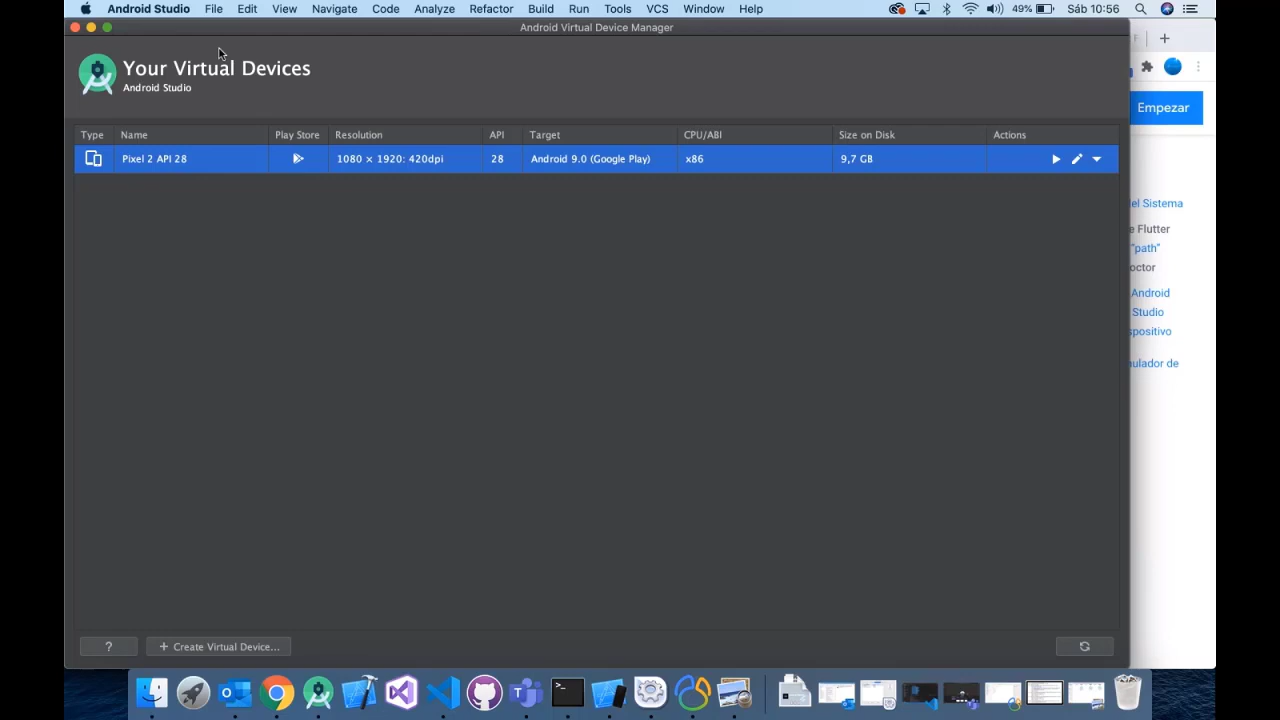 Android Studio File Edit View Navigate Code Analyze Refactor Build Run Tools VCS Window Help 49% Sáb 10:56
Android Virtual Device Manager
Your Virtual Devices
Android Studio
Empezar
Type Name Play Store Resolution API Target CPU/ABI Size on Disk Actions
Pixel 2 API 28 1080 × 1920: 420dpi 28 Android 9.0 (Google Play) x86 9,7 GB
el Sistema
e Flutter
"path"
octor
Android
Studio
spositivo
ulador de
? + Create Virtual Device...